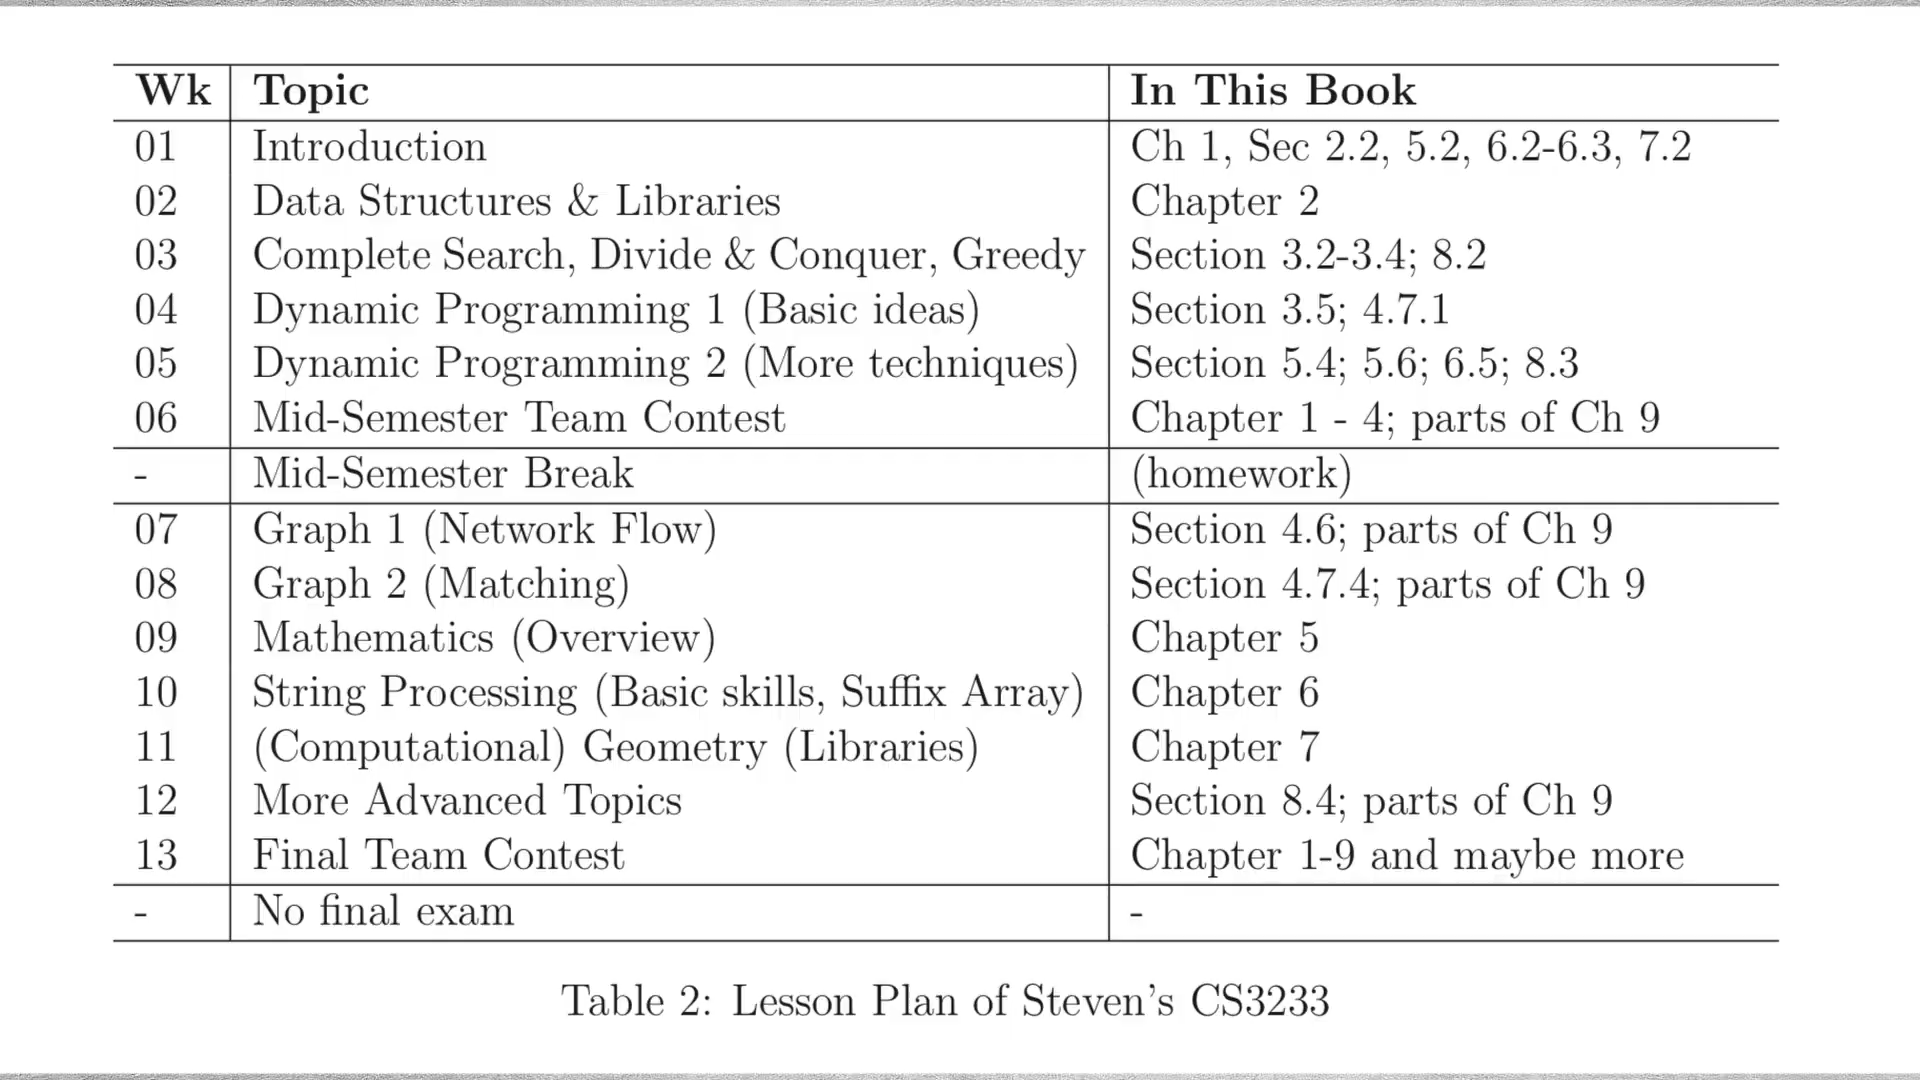 Wk Topic In This Book
01 Introduction Ch 1, Sec 2.2, 5.2, 6.2-6.3, 7.2
02 Data Structures & Libraries Chapter 2
03 Complete Search, Divide & Conquer, Greedy Section 3.2-3.4; 8.2
04 Dynamic Programming 1 (Basic ideas) Section 3.5; 4.7.1
05 Dynamic Programming 2 (More techniques) Section 5.4; 5.6; 6.5; 8.3
06 Mid-Semester Team Contest Chapter 1 - 4; parts of Ch 9
- Mid-Semester Break (homework)
07 Graph 1 (Network Flow) Section 4.6; parts of Ch 9
08 Graph 2 (Matching) Section 4.7.4; parts of Ch 9
09 Mathematics (Overview) Chapter 5
10 String Processing (Basic skills, Suffix Array) Chapter 6
11 (Computational) Geometry (Libraries) Chapter 7
12 More Advanced Topics Section 8.4; parts of Ch 9
13 Final Team Contest Chapter 1-9 and maybe more
- No final exam -
Table 2: Lesson Plan of Steven's CS3233